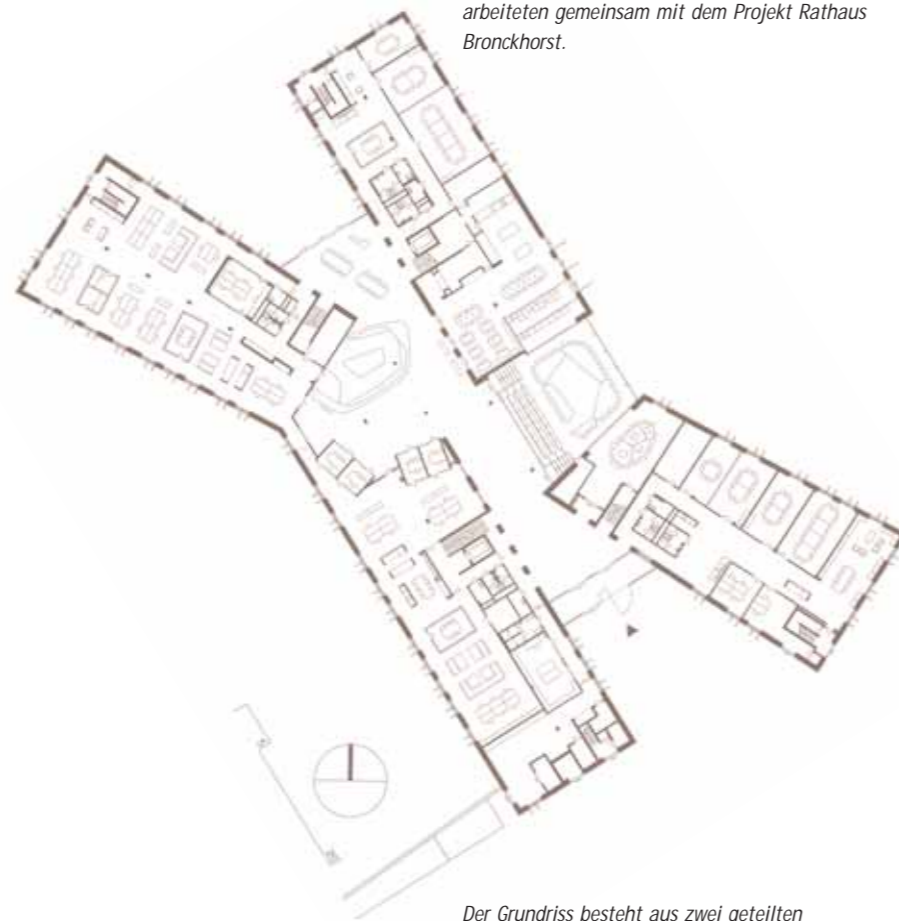 arbeiteten gemeinsam mit dem Projekt Rathaus
Bronckhorst.
Der Grundriss besteht aus zwei geteilten